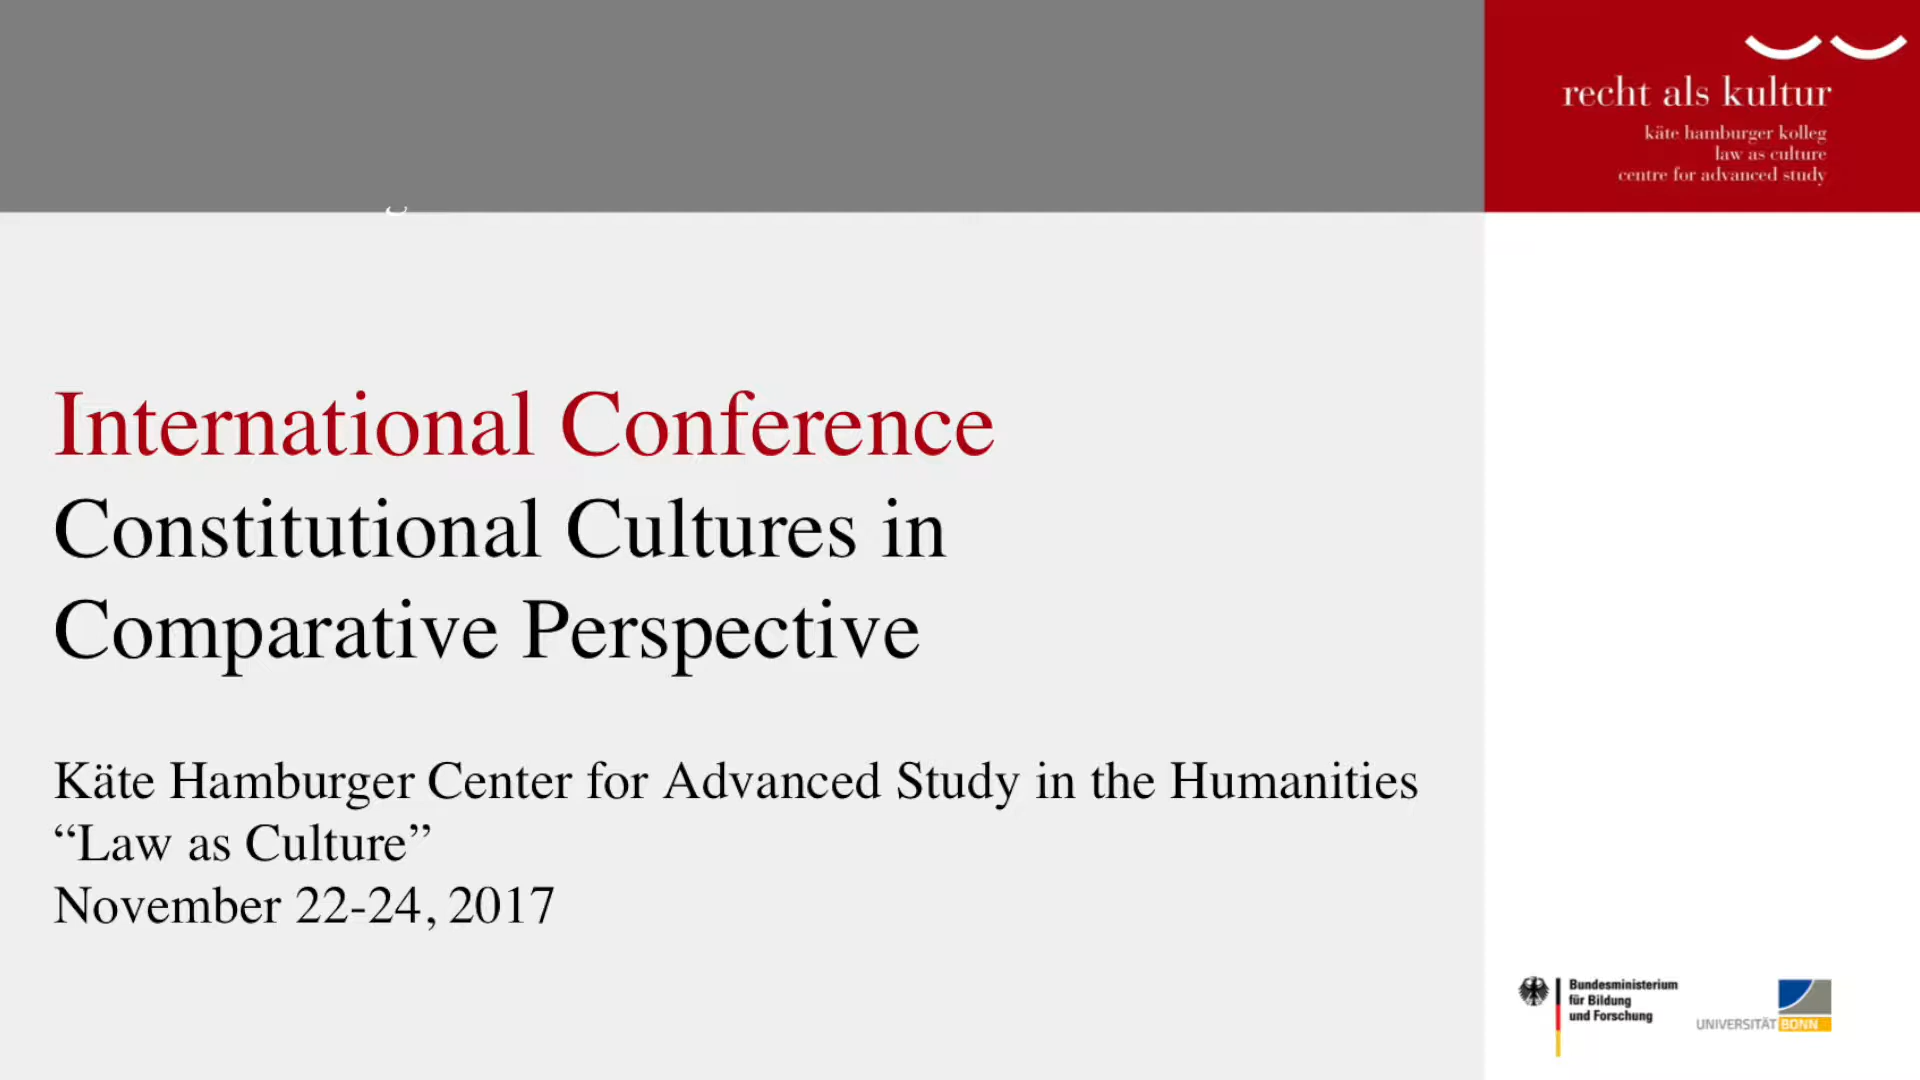 recht als kultur
käte hamburger kolleg
law as culture
centre for advanced study
International Conference
Constitutional Cultures in
Comparative Perspective
Käte Hamburger Center for Advanced Study in the Humanities
“Law as Culture”
November 22-24, 2017
Bundesministerium
für Bildung
und Forschung
UNIVERSITÄT BONN